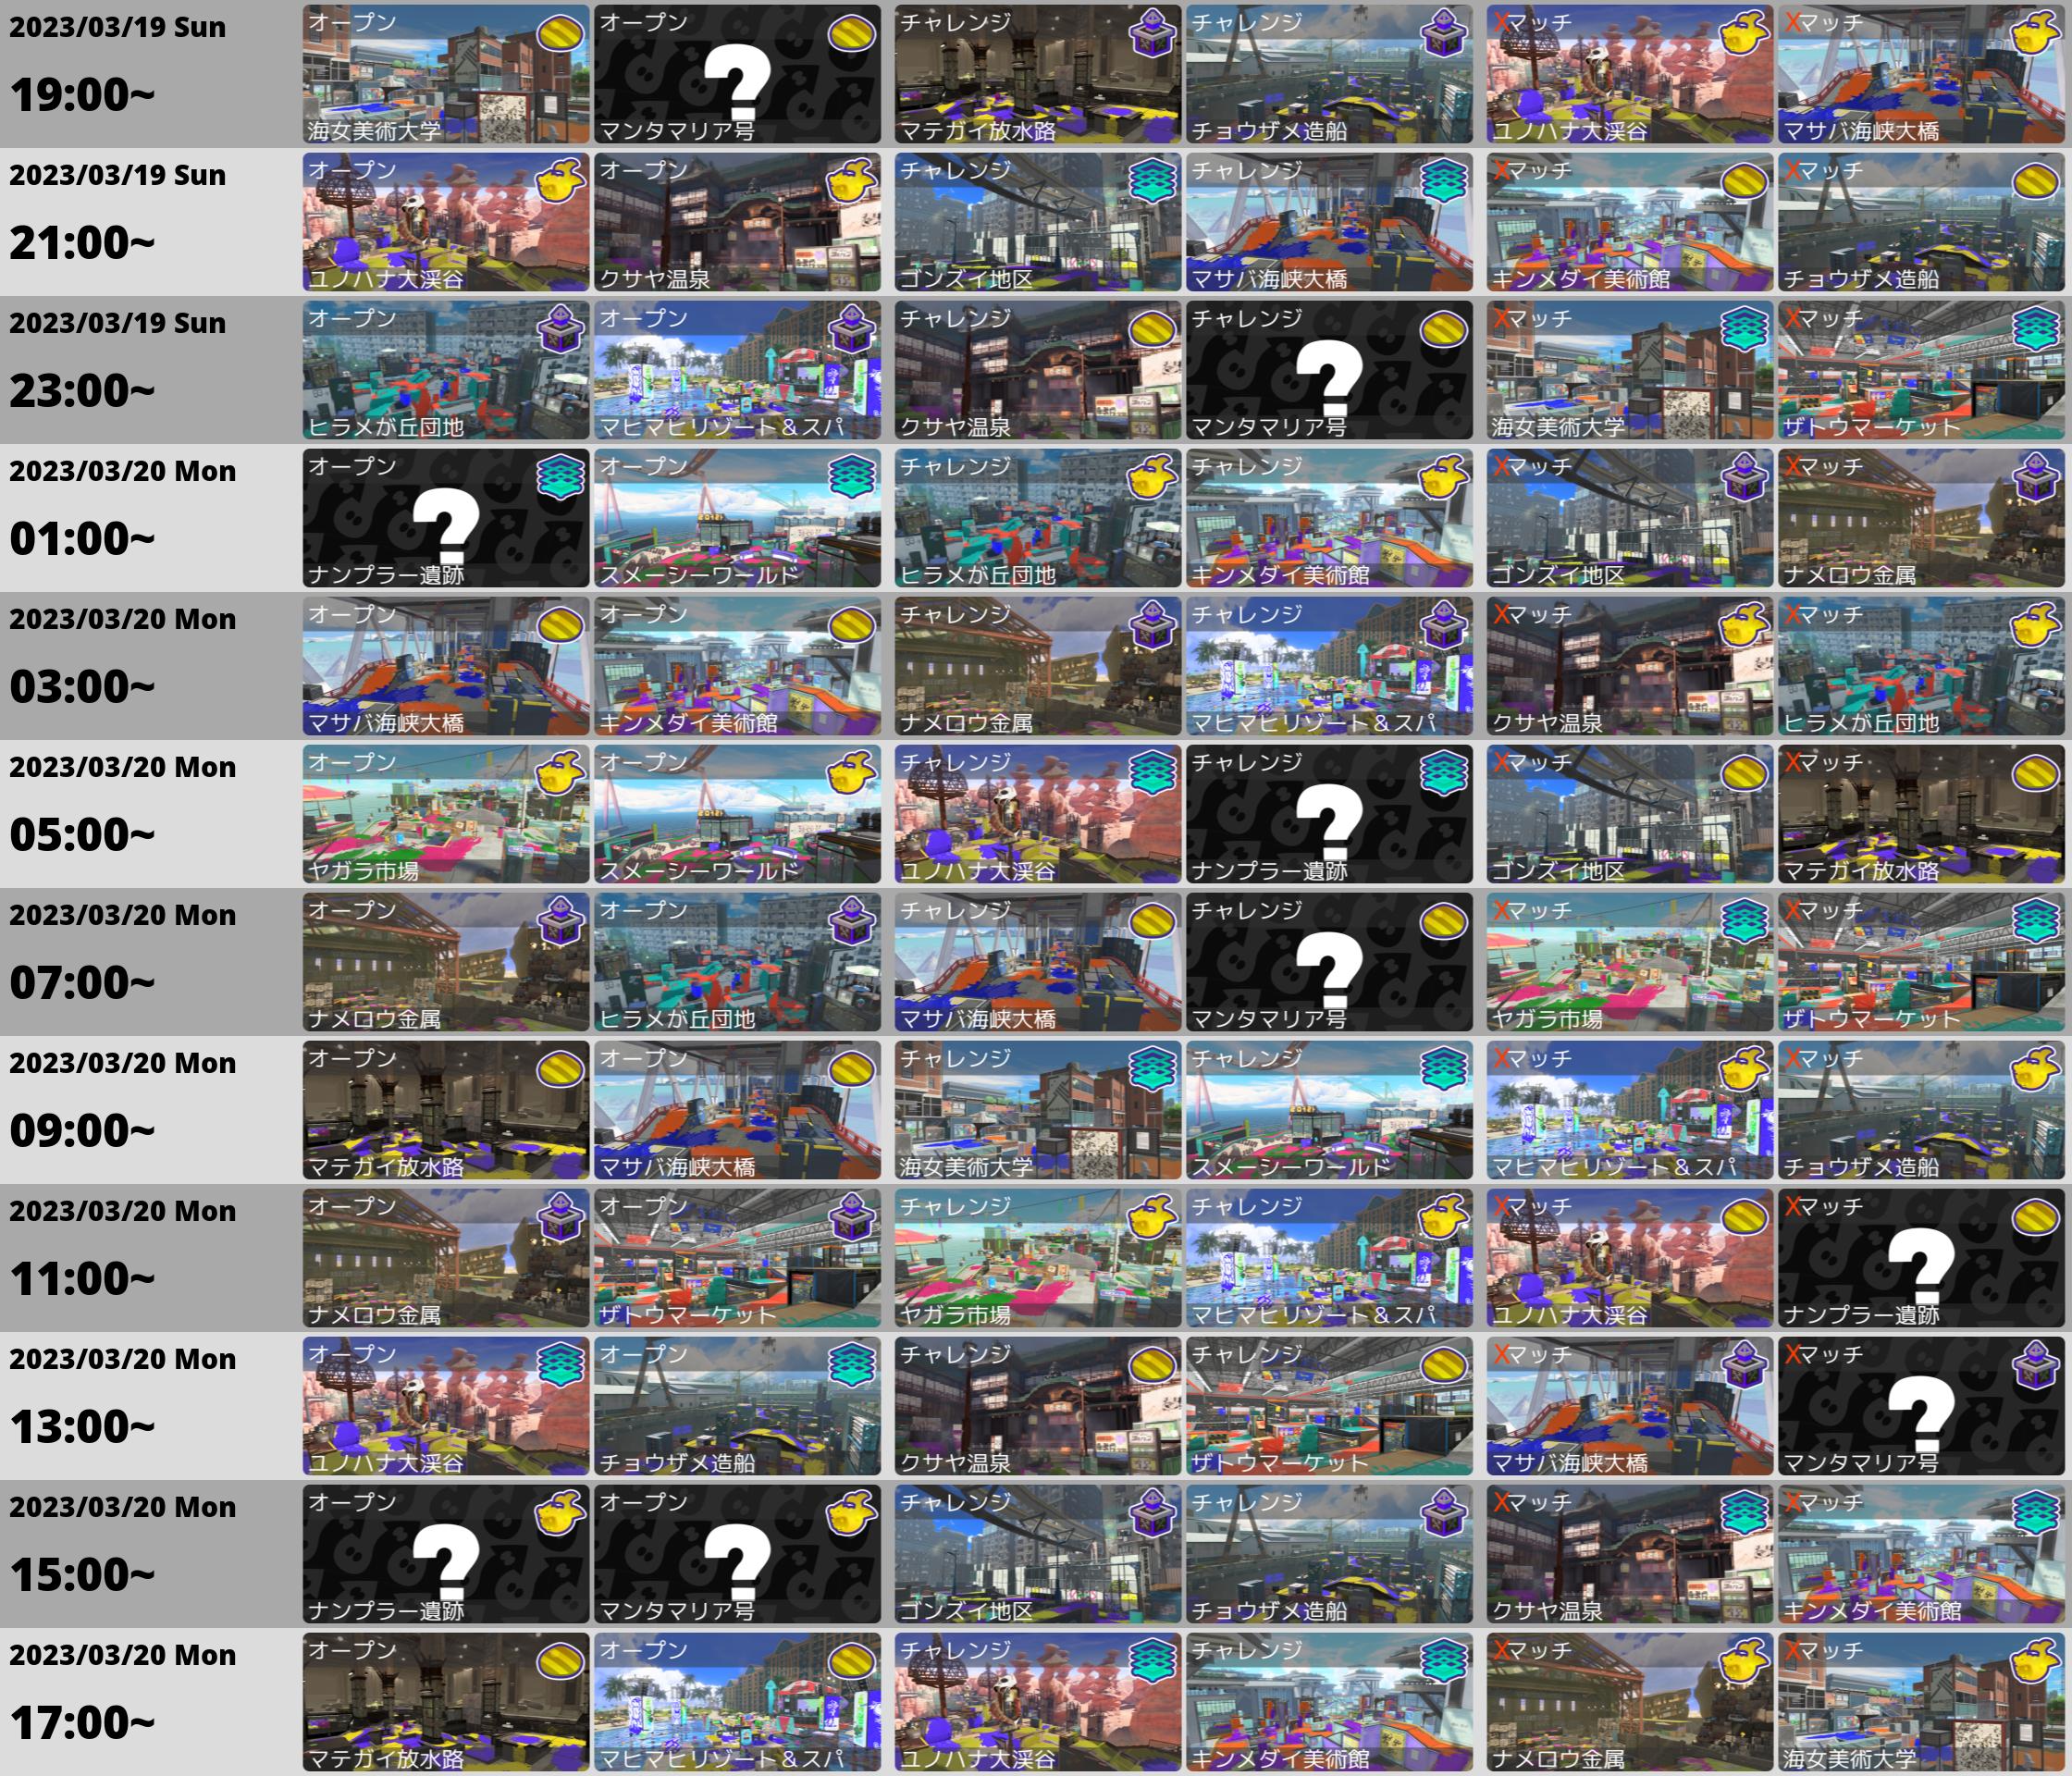 2023/03/19 Sun
19:00~
オープン
オープン
チャレンジ
チャレンジ
Xマッチ
Xマッチ
海女美術大学
マンタマリア号
マテガイ放水路
チョウザメ造船
ユノハナ大渓谷
マサバ海峡大橋
2023/03/19 Sun
21:00~
オープン
オープン
チャレンジ
チャレンジ
Xマッチ
Xマッチ
ユノハナ大渓谷
クサヤ温泉
ゴンズイ地区
マサバ海峡大橋
キンメダイ美術館
チョウザメ造船
2023/03/19 Sun
23:00~
オープン
オープン
チャレンジ
チャレンジ
Xマッチ
Xマッチ
ヒラメが丘団地
マヒマヒリゾート＆スパ
クサヤ温泉
マンタマリア号
海女美術大学
ザトウマーケット
2023/03/20 Mon
01:00~
オープン
オープン
チャレンジ
チャレンジ
Xマッチ
Xマッチ
ナンプラー遺跡
スメーシーワールド
ヒラメが丘団地
キンメダイ美術館
ゴンズイ地区
ナメロウ金属
2023/03/20 Mon
03:00~
オープン
オープン
チャレンジ
チャレンジ
Xマッチ
Xマッチ
マサバ海峡大橋
キンメダイ美術館
ナメロウ金属
マヒマヒリゾート＆スパ
クサヤ温泉
ヒラメが丘団地
2023/03/20 Mon
05:00~
オープン
オープン
チャレンジ
チャレンジ
Xマッチ
Xマッチ
ヤガラ市場
スメーシーワールド
ユノハナ大渓谷
ナンプラー遺跡
ゴンズイ地区
マテガイ放水路
2023/03/20 Mon
07:00~
オープン
オープン
チャレンジ
チャレンジ
Xマッチ
Xマッチ
ナメロウ金属
ヒラメが丘団地
マサバ海峡大橋
マンタマリア号
ヤガラ市場
ザトウマーケット
2023/03/20 Mon
09:00~
オープン
オープン
チャレンジ
チャレンジ
Xマッチ
Xマッチ
マテガイ放水路
マサバ海峡大橋
海女美術大学
スメーシーワールド
マヒマヒリゾート＆スパ
チョウザメ造船
2023/03/20 Mon
11:00~
オープン
オープン
チャレンジ
チャレンジ
Xマッチ
Xマッチ
ナメロウ金属
ザトウマーケット
ヤガラ市場
マヒマヒリゾート＆スパ
ユノハナ大渓谷
ナンプラー遺跡
2023/03/20 Mon
13:00~
オープン
オープン
チャレンジ
チャレンジ
Xマッチ
Xマッチ
ユノハナ大渓谷
チョウザメ造船
クサヤ温泉
ザトウマーケット
マサバ海峡大橋
マンタマリア号
2023/03/20 Mon
15:00~
オープン
オープン
チャレンジ
チャレンジ
Xマッチ
Xマッチ
ナンプラー遺跡
マンタマリア号
ゴンズイ地区
チョウザメ造船
クサヤ温泉
キンメダイ美術館
2023/03/20 Mon
17:00~
オープン
オープン
チャレンジ
チャレンジ
Xマッチ
Xマッチ
マテガイ放水路
マヒマヒリゾート＆スパ
ユノハナ大渓谷
キンメダイ美術館
ナメロウ金属
海女美術大学